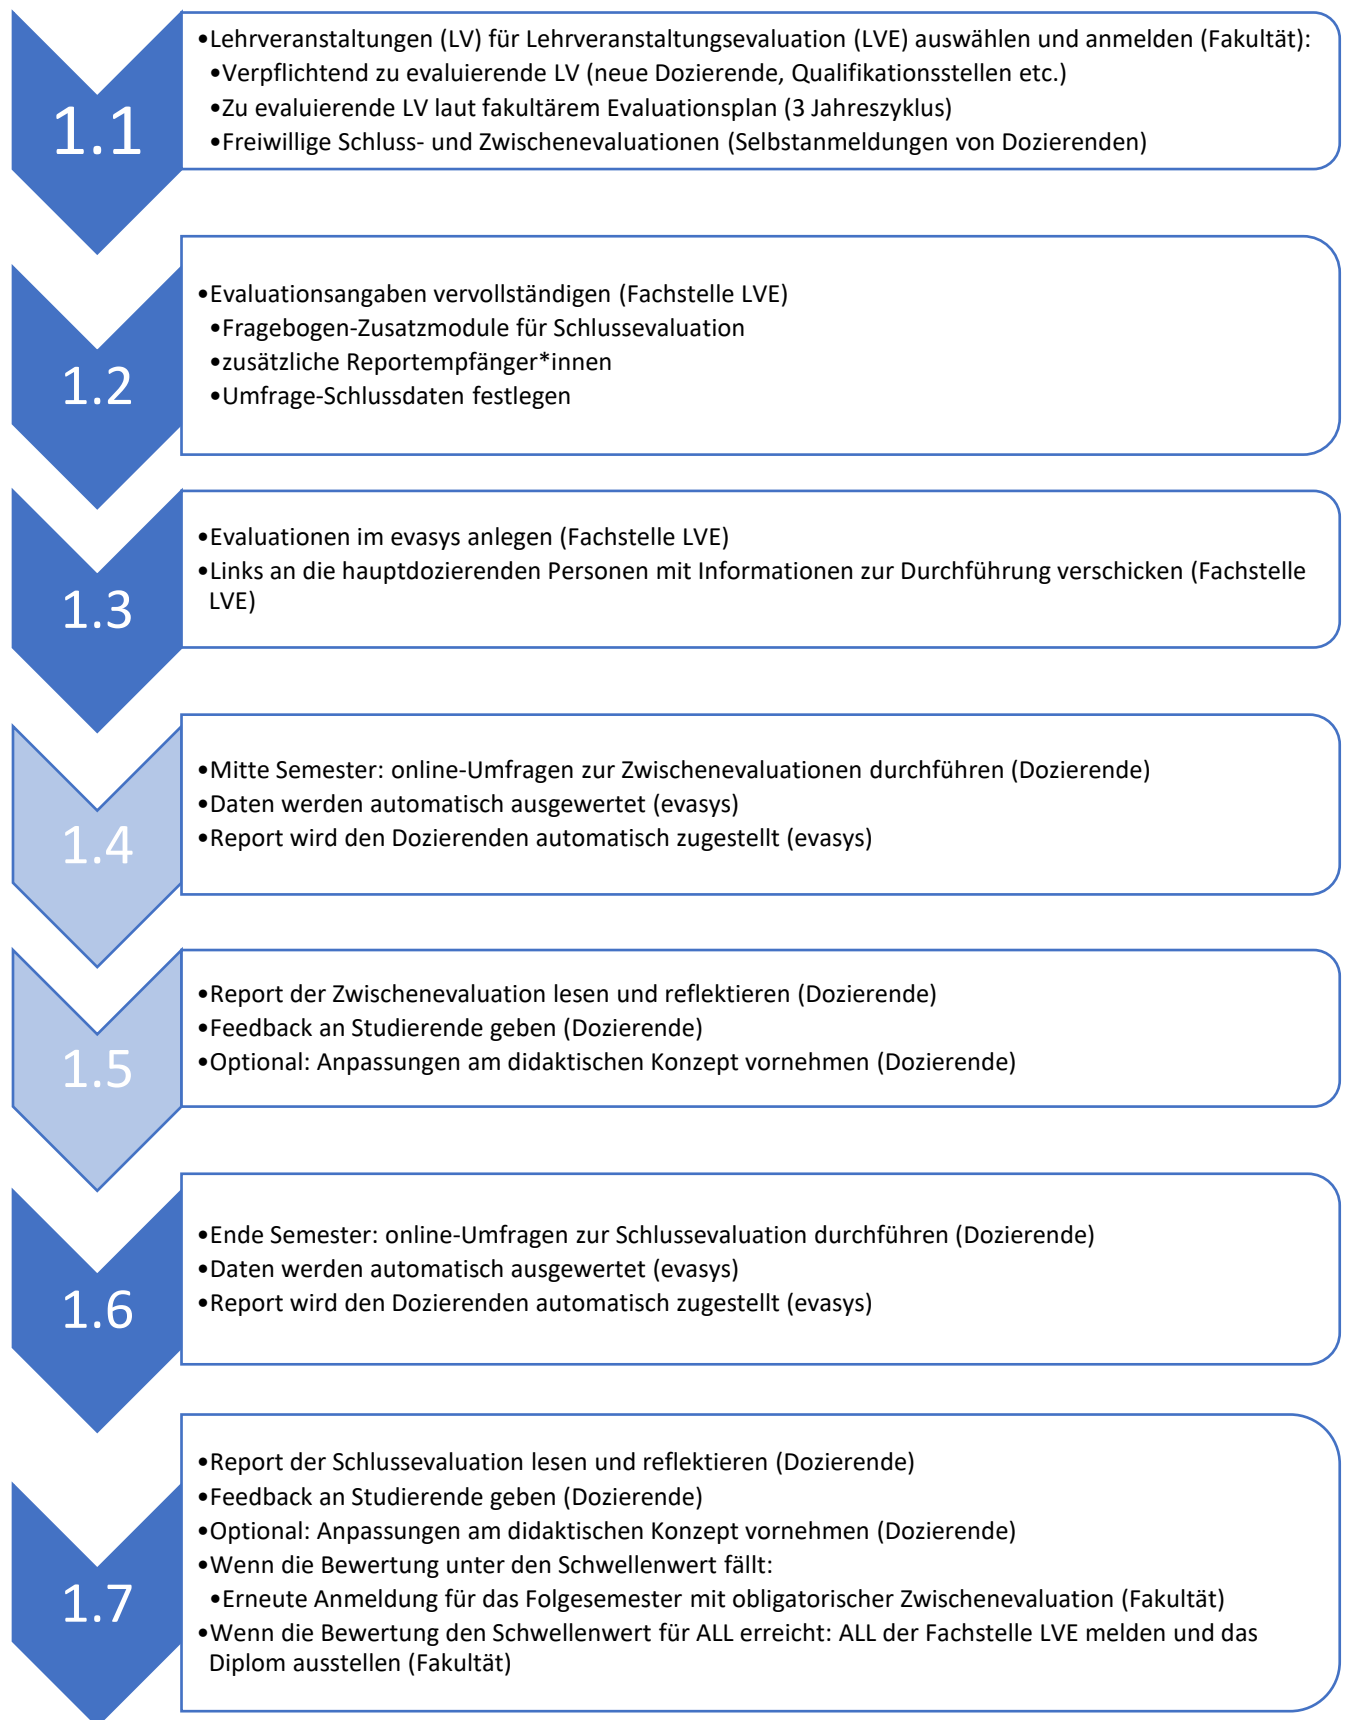 1.1
•Lehrveranstaltungen (LV) für Lehrveranstaltungsevaluation (LVE) auswählen und anmelden (Fakultät):
•Verpflichtend zu evaluierende LV (neue Dozierende, Qualifikationsstellen etc.)
•Zu evaluierende LV laut fakultärem Evaluationsplan (3 Jahreszyklus)
•Freiwillige Schluss- und Zwischenevaluationen (Selbstanmeldungen von Dozierenden)
1.2
•Evaluationsangaben vervollständigen (Fachstelle LVE)
•Fragebogen-Zusatzmodule für Schlussevaluation
•zusätzliche Reportempfänger*innen
•Umfrage-Schlussdaten festlegen
1.3
•Evaluationen im evasys anlegen (Fachstelle LVE)
•Links an die hauptdozierenden Personen mit Informationen zur Durchführung verschicken (Fachstelle
LVE)
1.4
•Mitte Semester: online-Umfragen zur Zwischenevaluationen durchführen (Dozierende)
•Daten werden automatisch ausgewertet (evasys)
•Report wird den Dozierenden automatisch zugestellt (evasys)
1.5
•Report der Zwischenevaluation lesen und reflektieren (Dozierende)
•Feedback an Studierende geben (Dozierende)
•Optional: Anpassungen am didaktischen Konzept vornehmen (Dozierende)
1.6
•Ende Semester: online-Umfragen zur Schlussevaluation durchführen (Dozierende)
•Daten werden automatisch ausgewertet (evasys)
•Report wird den Dozierenden automatisch zugestellt (evasys)
1.7
•Report der Schlussevaluation lesen und reflektieren (Dozierende)
•Feedback an Studierende geben (Dozierende)
•Optional: Anpassungen am didaktischen Konzept vornehmen (Dozierende)
•Wenn die Bewertung unter den Schwellenwert fällt:
•Erneute Anmeldung für das Folgesemester mit obligatorischer Zwischenevaluation (Fakultät)
•Wenn die Bewertung den Schwellenwert für ALL erreicht: ALL der Fachstelle LVE melden und das
Diplom ausstellen (Fakultät)